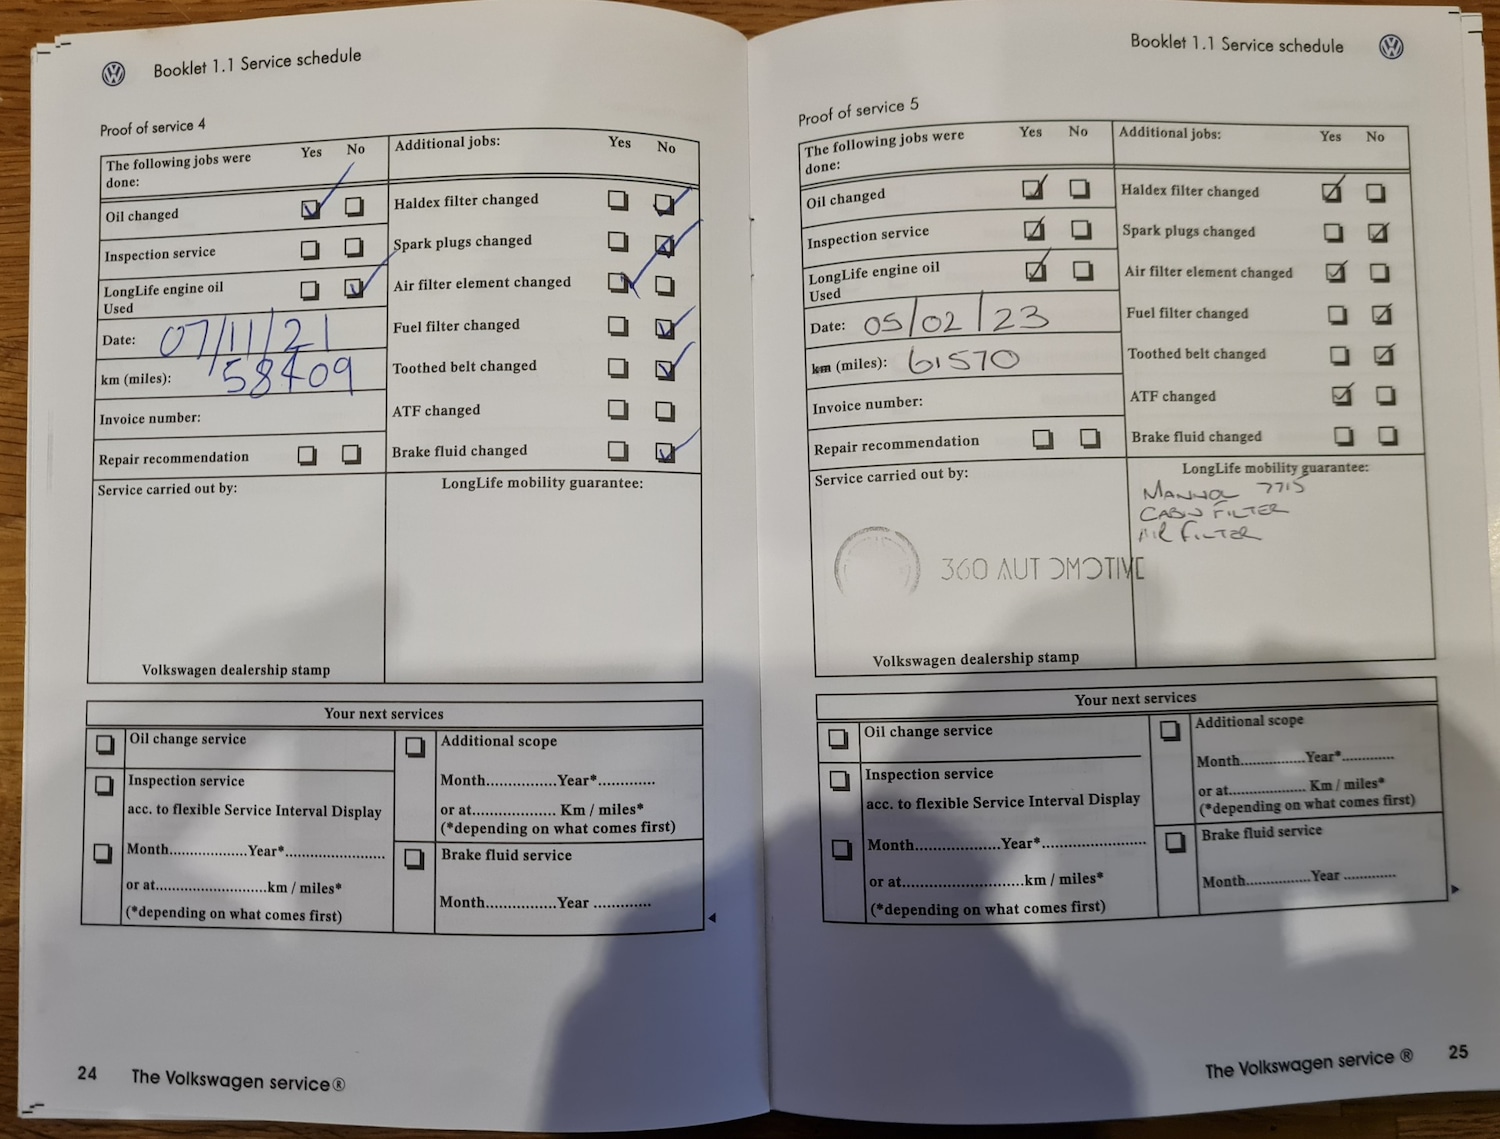 Booklet 1.1 Service schedule
Proof of service 4
The following jobs were done: Yes No
Oil changed
Inspection service
LongLife engine oil
Used
Date: 07/11/21
km (miles): 58409
Invoice number:
Repair recommendation
Service carried out by:
Volkswagen dealership stamp
Additional jobs: Yes No
Haldex filter changed
Spark plugs changed
Air filter element changed
Fuel filter changed
Toothed belt changed
ATF changed
Brake fluid changed
LongLife mobility guarantee:
Your next services
Oil change service
Inspection service
acc. to flexible Service Interval Display
Month..................Year*.......................
or at..........................km / miles*
(*depending on what comes first)
Additional scope
Month................Year*.............
or at.................... Km / miles*
(*depending on what comes first)
Brake fluid service
Month.................Year .............
24 The Volkswagen service®
Booklet 1.1 Service schedule
Proof of service 5
The following jobs were done: Yes No
Oil changed
Inspection service
LongLife engine oil
Used
Date: 05/02/23
km (miles): 61570
Invoice number:
Repair recommendation
Service carried out by:
360 AUTOMOTIVE
Volkswagen dealership stamp
Additional jobs: Yes No
Haldex filter changed
Spark plugs changed
Air filter element changed
Fuel filter changed
Toothed belt changed
ATF changed
Brake fluid changed
LongLife mobility guarantee:
MANNOL 7715
CABIN FILTER
AIR FILTER
Your next services
Oil change service
Inspection service
acc. to flexible Service Interval Display
Month....................Year*........................
or at............................km / miles*
(*depending on what comes first)
Additional scope
Month...............Year*............
or at.................. Km / miles*
(*depending on what comes first)
Brake fluid service
Month...............Year ............
The Volkswagen service ® 25